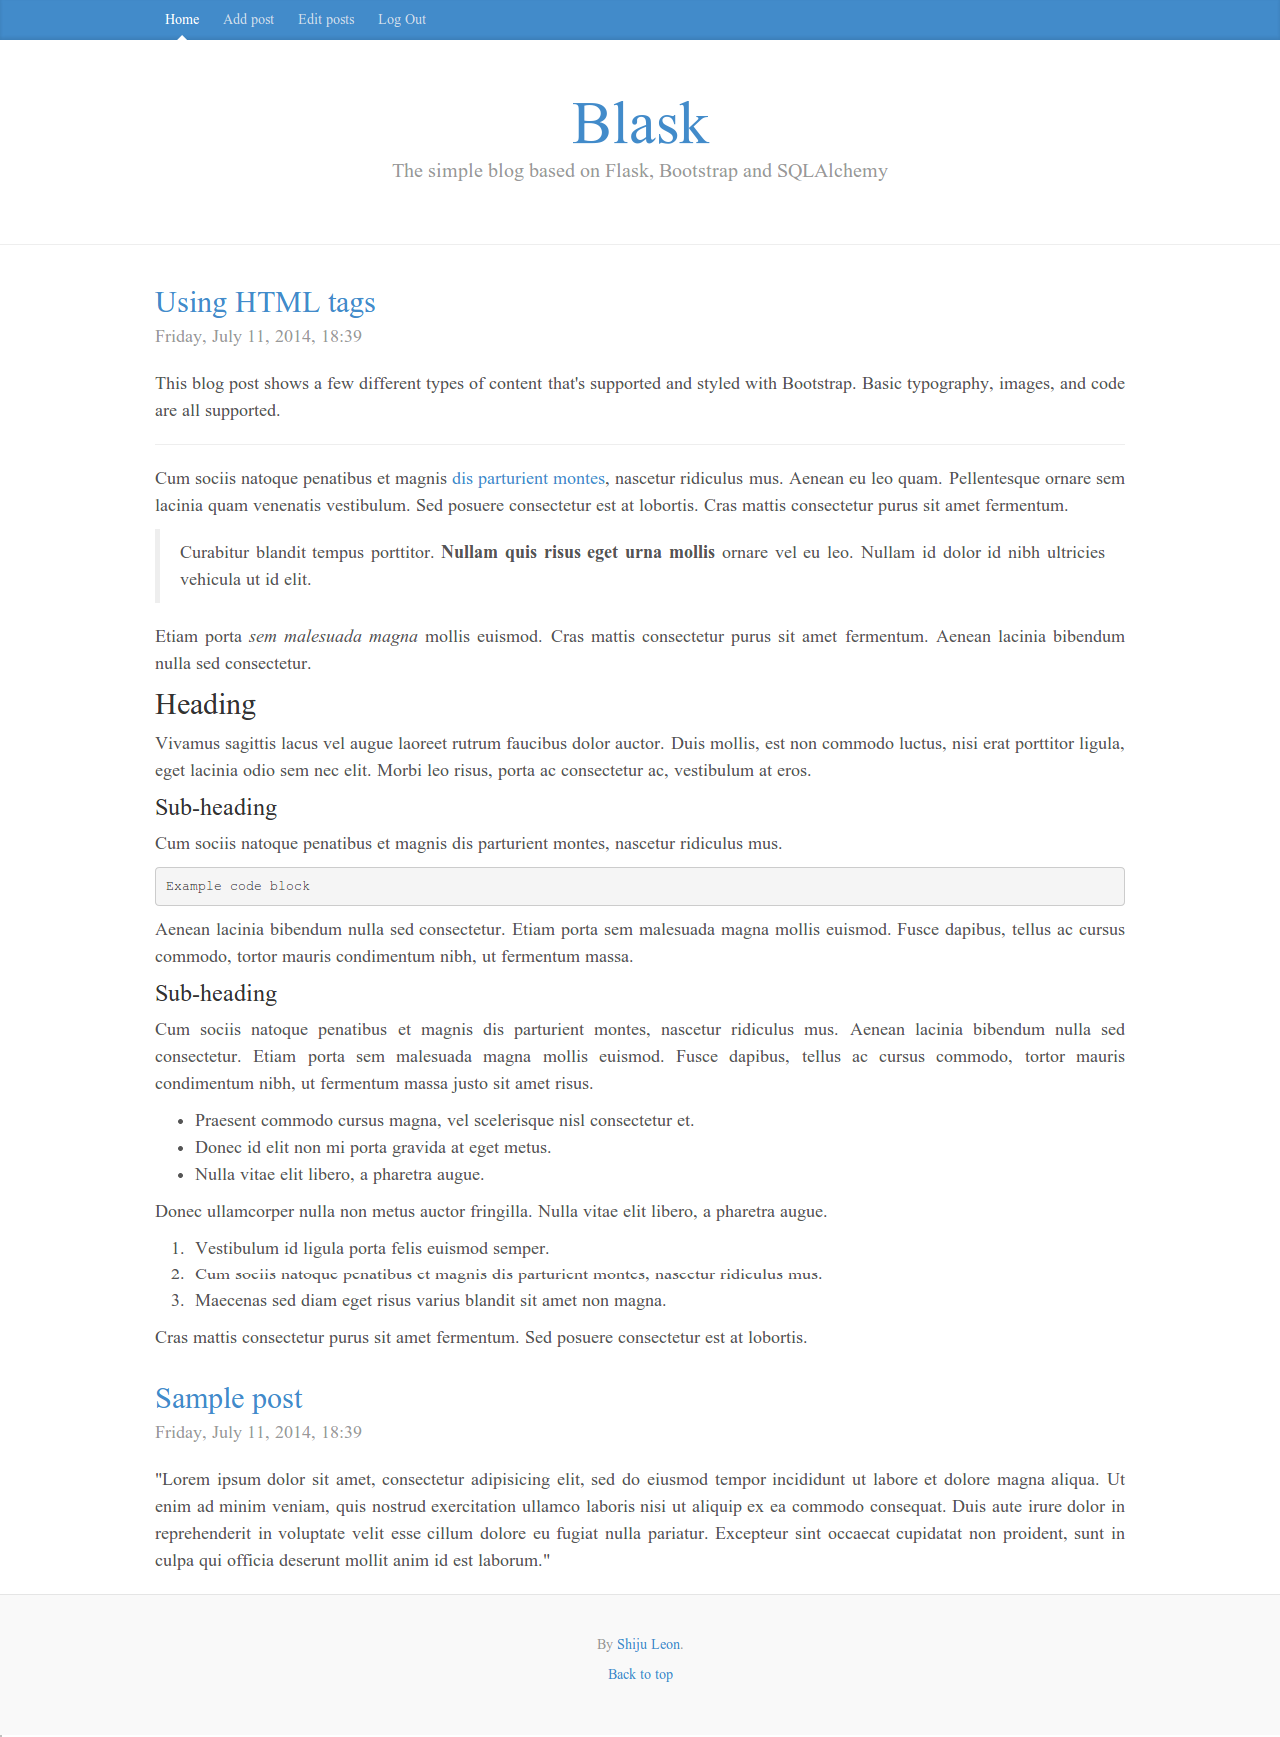 Home Add post Edit posts Log Out
Blask
The simple blog based on Flask, Bootstrap and SQLAlchemy
Using HTML tags
Friday, July 11, 2014, 18:39
This blog post shows a few different types of content that's supported and styled with Bootstrap. Basic typography, images, and code
are all supported.
Cum sociis natoque penatibus et magnis dis parturient montes, nascetur ridiculus mus. Aenean eu leo quam. Pellentesque ornare sem
lacinia quam venenatis vestibulum. Sed posuere consectetur est at lobortis. Cras mattis consectetur purus sit amet fermentum.
Curabitur blandit tempus porttitor. Nullam quis risus eget urna mollis ornare vel eu leo. Nullam id dolor id nibh ultricies
vehicula ut id elit.
Etiam porta sem malesuada magna mollis euismod. Cras mattis consectetur purus sit amet fermentum. Aenean lacinia bibendum
nulla sed consectetur.
Heading
Vivamus sagittis lacus vel augue laoreet rutrum faucibus dolor auctor. Duis mollis, est non commodo luctus, nisi erat porttitor ligula,
eget lacinia odio sem nec elit. Morbi leo risus, porta ac consectetur ac, vestibulum at eros.
Sub-heading
Cum sociis natoque penatibus et magnis dis parturient montes, nascetur ridiculus mus.
Example code block
Aenean lacinia bibendum nulla sed consectetur. Etiam porta sem malesuada magna mollis euismod. Fusce dapibus, tellus ac cursus
commodo, tortor mauris condimentum nibh, ut fermentum massa.
Sub-heading
Cum sociis natoque penatibus et magnis dis parturient montes, nascetur ridiculus mus. Aenean lacinia bibendum nulla sed
consectetur. Etiam porta sem malesuada magna mollis euismod. Fusce dapibus, tellus ac cursus commodo, tortor mauris
condimentum nibh, ut fermentum massa justo sit amet risus.
• Praesent commodo cursus magna, vel scelerisque nisl consectetur et.
• Donec id elit non mi porta gravida at eget metus.
• Nulla vitae elit libero, a pharetra augue.
Donec ullamcorper nulla non metus auctor fringilla. Nulla vitae elit libero, a pharetra augue.
1. Vestibulum id ligula porta felis euismod semper.
2. Cum sociis natoque penatibus et magnis dis parturient montes, nascetur ridiculus mus.
3. Maecenas sed diam eget risus varius blandit sit amet non magna.
Cras mattis consectetur purus sit amet fermentum. Sed posuere consectetur est at lobortis.
Sample post
Friday, July 11, 2014, 18:39
"Lorem ipsum dolor sit amet, consectetur adipisicing elit, sed do eiusmod tempor incididunt ut labore et dolore magna aliqua. Ut
enim ad minim veniam, quis nostrud exercitation ullamco laboris nisi ut aliquip ex ea commodo consequat. Duis aute irure dolor in
reprehenderit in voluptate velit esse cillum dolore eu fugiat nulla pariatur. Excepteur sint occaecat cupidatat non proident, sunt in
culpa qui officia deserunt mollit anim id est laborum."
By Shiju Leon.
Back to top